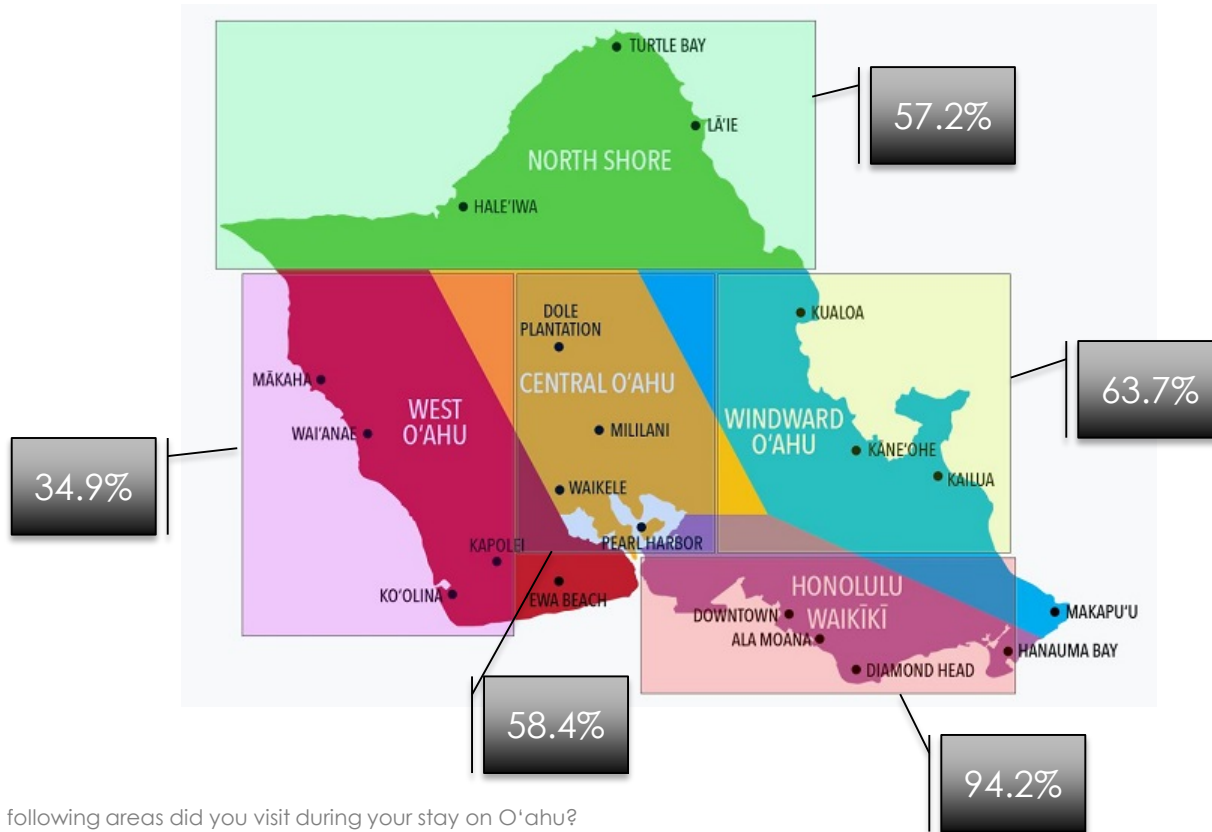 TURTLE BAY
57.2%
LĀ'IE
NORTH SHORE
HALE'IWA
DOLE
PLANTATION
KUALOA
MĀKAHA
CENTRAL O'AHU
63.7%
WEST
O'AHU
WINDWARD
O'AHU
WAI'ANAE
MILILANI
KĀNE'OHE
KAILUA
34.9%
WAIKELE
PEARL HARBOR
KAPOLEI
KO'OLINA
EWA BEACH
HONOLULU
WAIKĪKĪ
DOWNTOWN
ALA MOANA
MAKAPU'U
HANAUMA BAY
DIAMOND HEAD
58.4%
94.2%
following areas did you visit during your stay on O‘ahu?